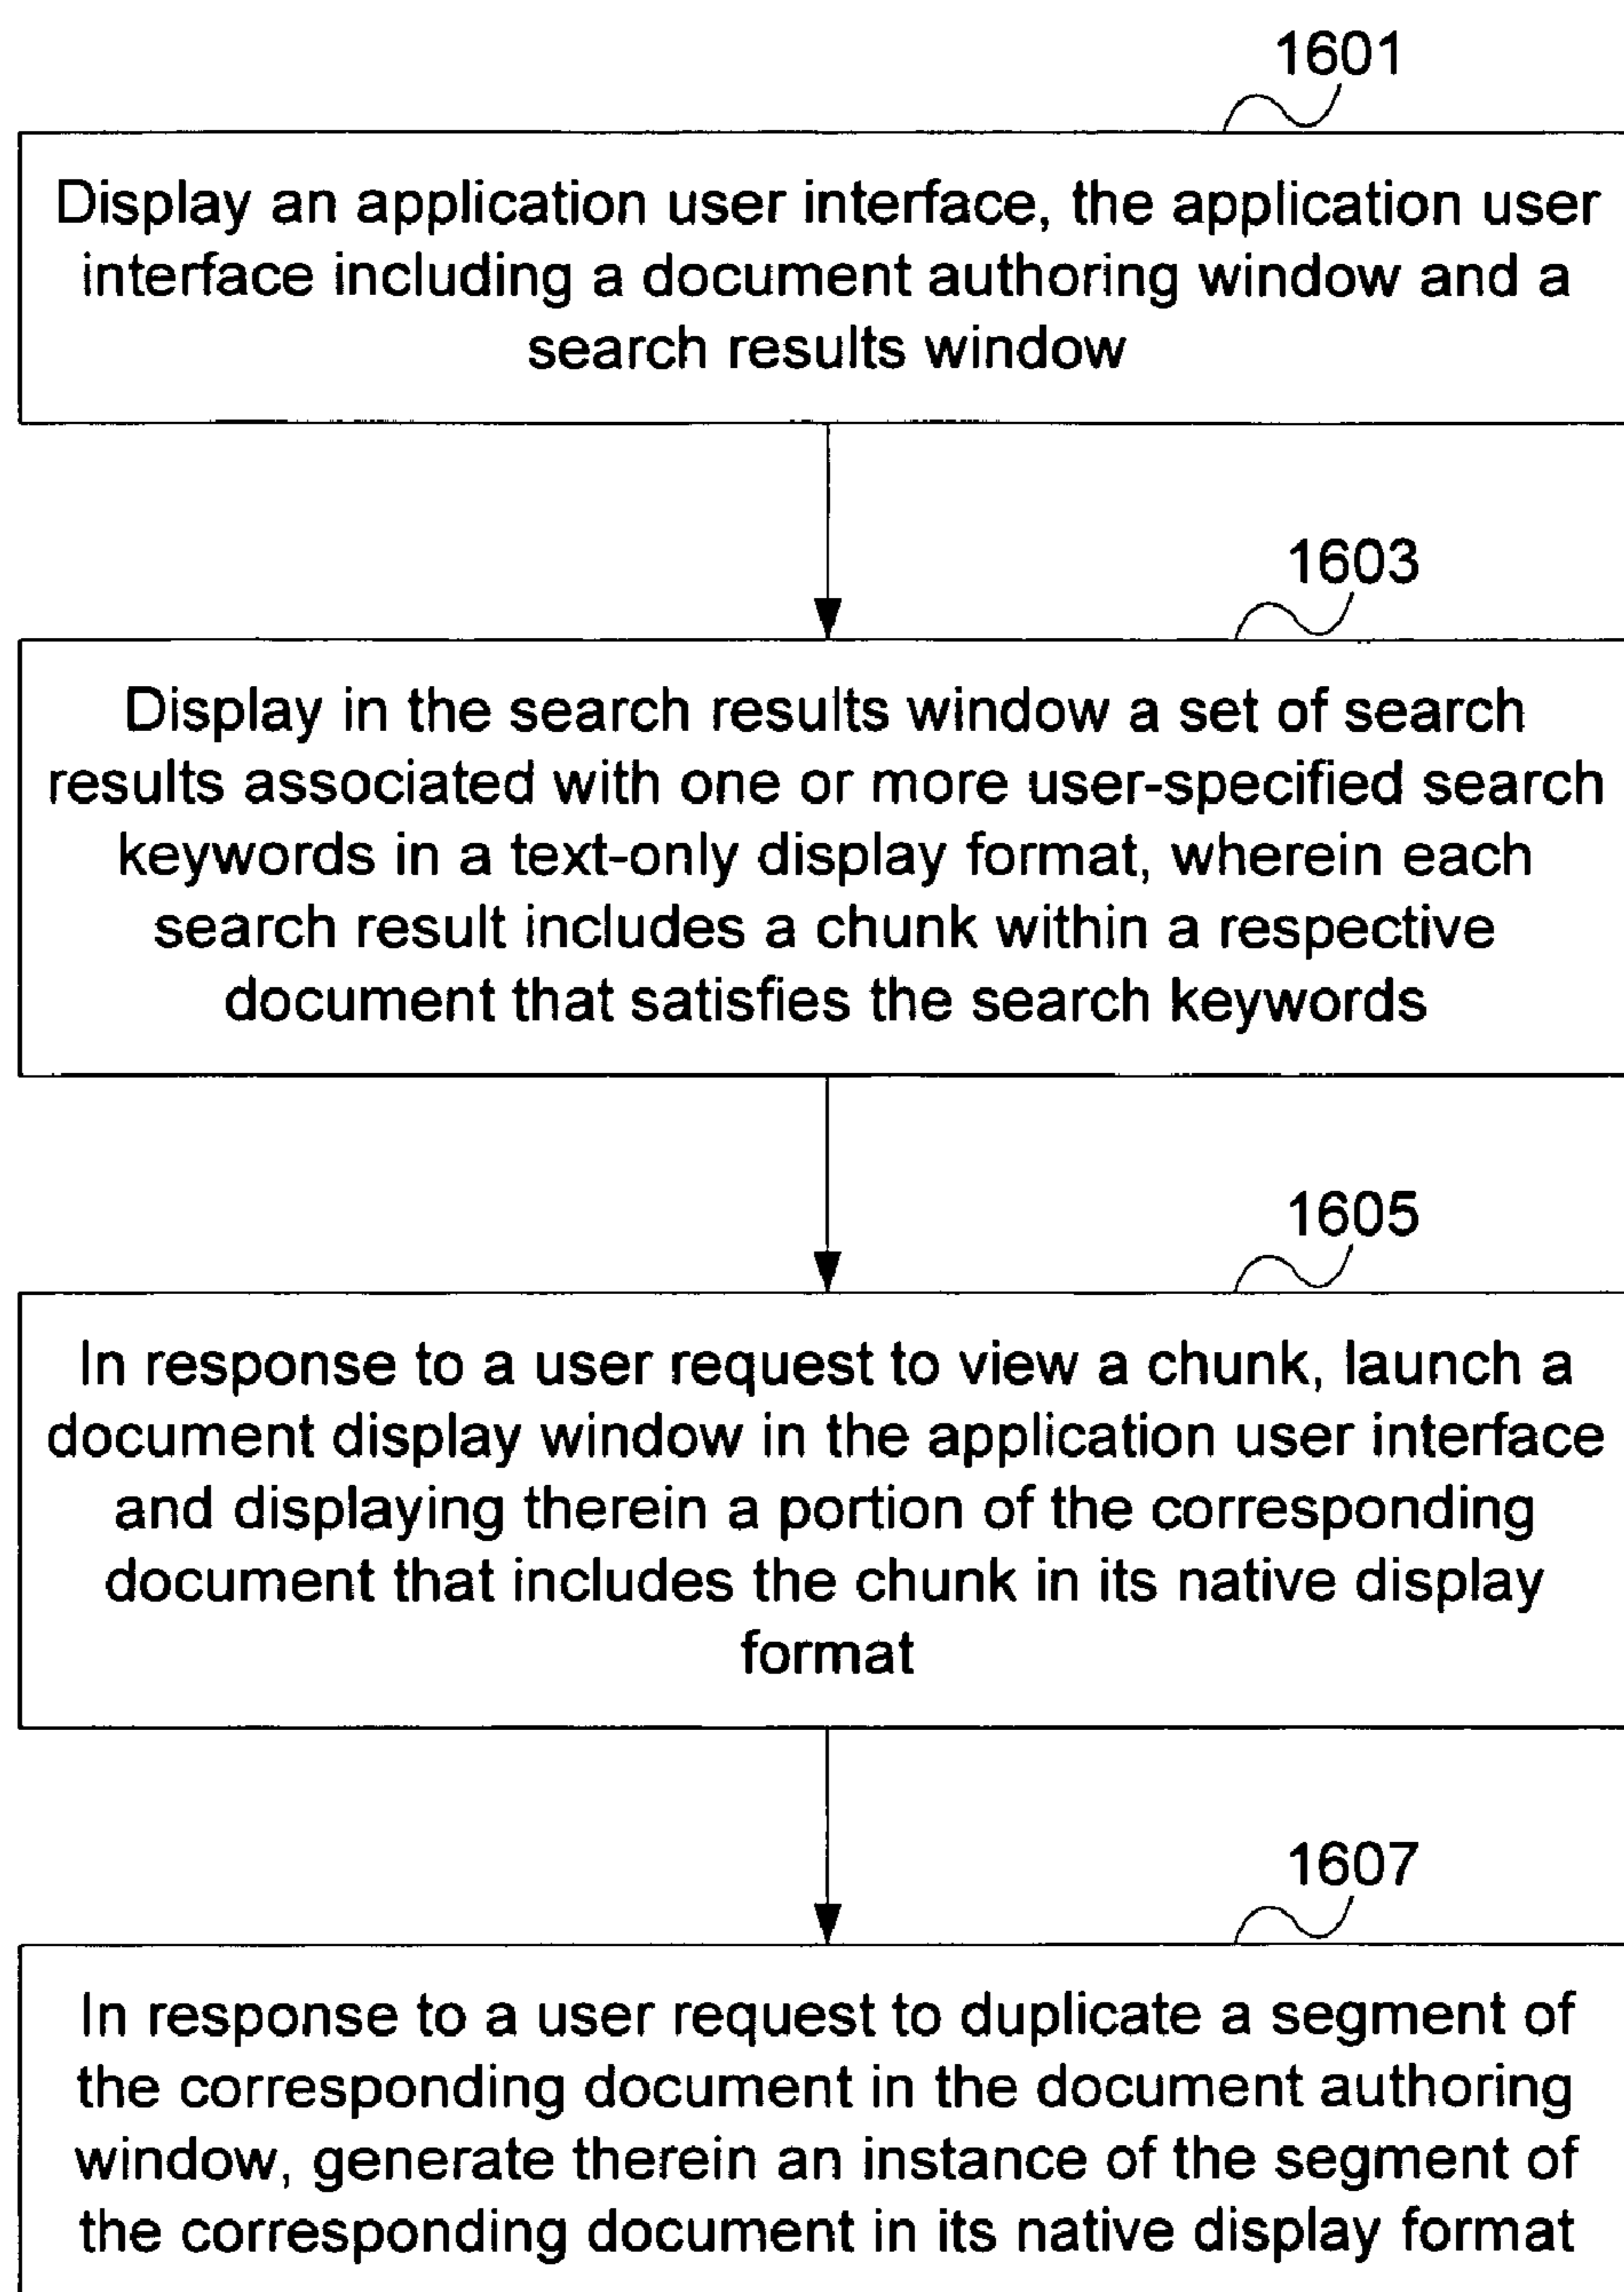 1601
Display an application user interface, the application user
interface including a document authoring window and a
search results window
1603
Display in the search results window a set of search
results associated with one or more user-specified search
keywords in a text-only display format, wherein each
search result includes a chunk within a respective
document that satisfies the search keywords
1605
In response to a user request to view a chunk, launch a
document display window in the application user interface
and displaying therein a portion of the corresponding
document that includes the chunk in its native display
format
1607
In response to a user request to duplicate a segment of
the corresponding document in the document authoring
window, generate therein an instance of the segment of
the corresponding document in its native display format